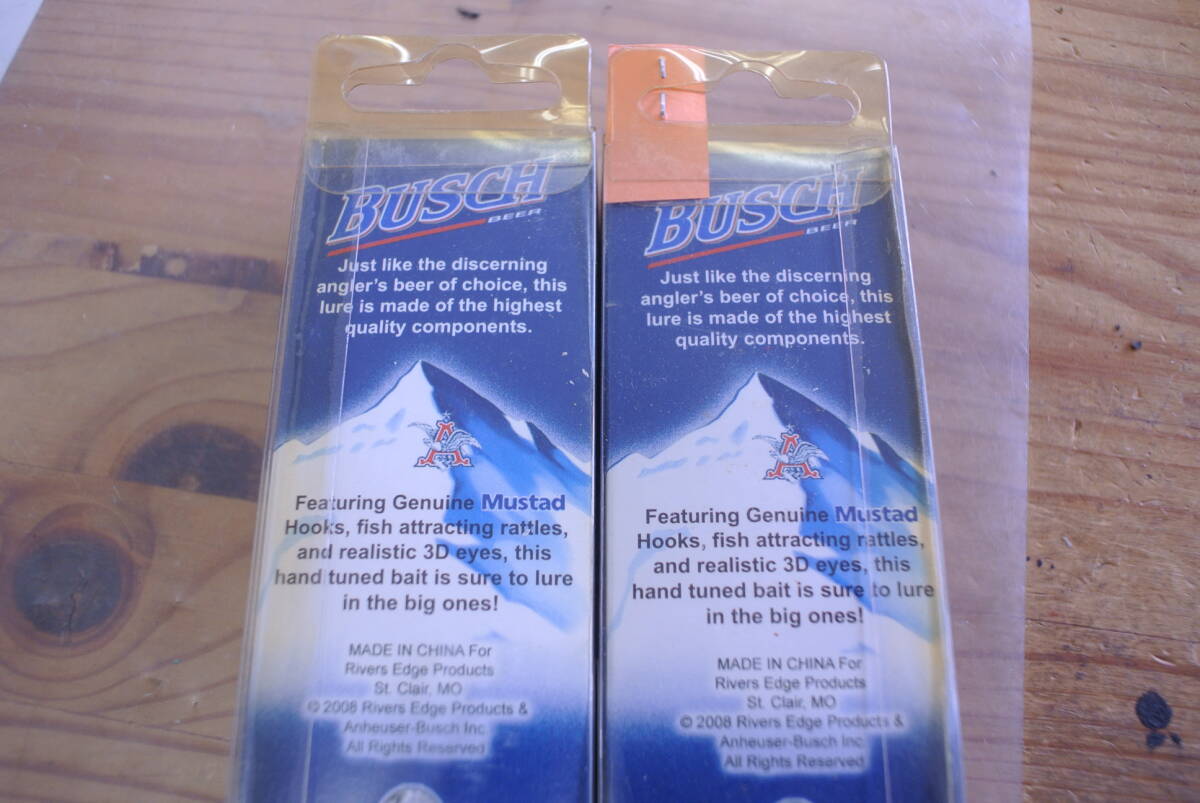 BUSCH
BEER
Just like the discerning
angler's beer of choice, this
lure is made of the highest
quality components.
Featuring Genuine Mustad
Hooks, fish attracting rattles,
and realistic 3D eyes, this
hand tuned bait is sure to lure
in the big ones!
MADE IN CHINA For
Rivers Edge Products
St. Clair, MO
© 2008 Rivers Edge Products &
Anheuser-Busch Inc
All Rights Reserved
BUSCH
BEER
Just like the discerning
angler's beer of choice, this
lure is made of the highest
quality components.
Featuring Genuine Mustad
Hooks, fish attracting rattles,
and realistic 3D eyes, this
hand tuned bait is sure to lure
in the big ones!
MADE IN CHINA For
Rivers Edge Products
St. Clair, MO
© 2008 Rivers Edge Products &
Anheuser-Busch Inc
All Rights Reserved